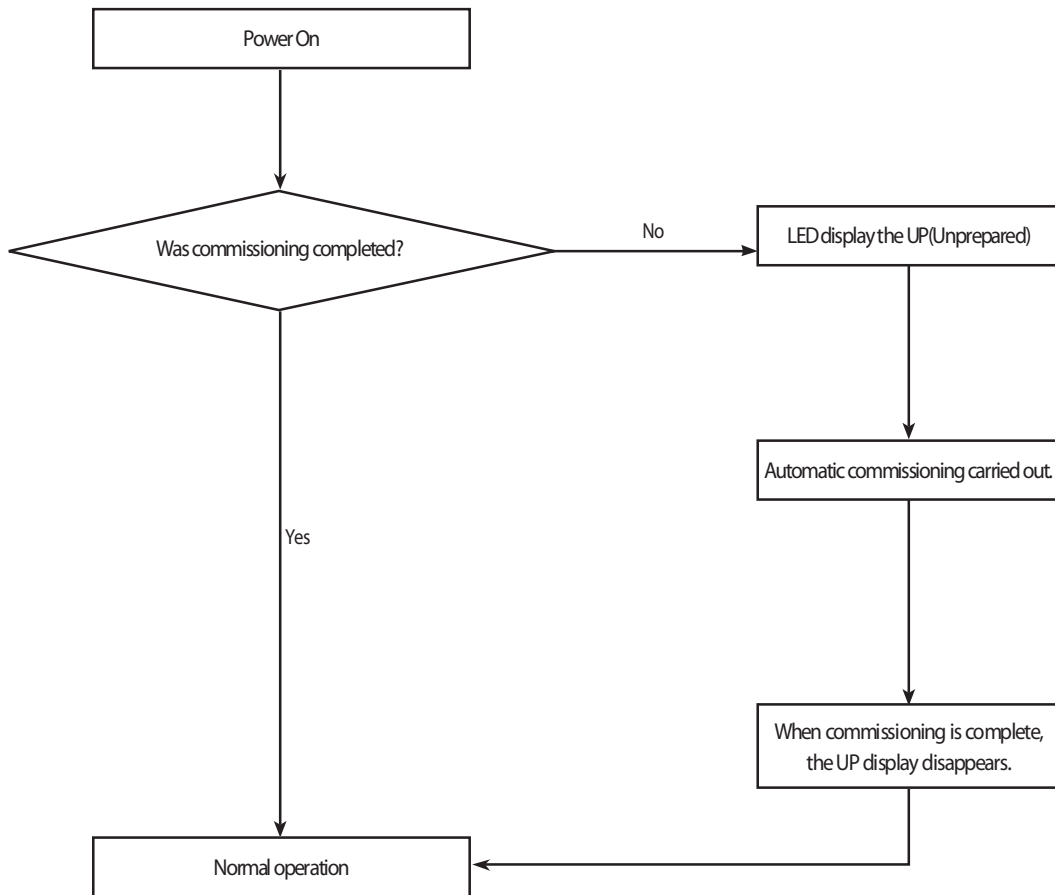 Power On
Was commissioning completed?
No
LED display the UP(Unprepared)
Automatic commissioning carried out.
Yes
When commissioning is complete,
the UP display disappears.
Normal operation